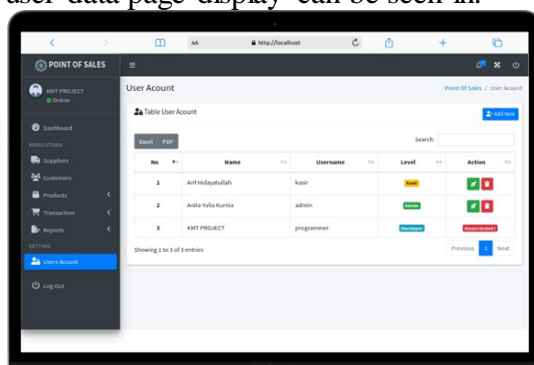 user data page display can be seen in.
AA
http://localhost
POINT OF SALES
KMT PROJECT
Online
Dashboard
MENU UTAMA
Suppliers
Customers
Products
Transaction
Reports
SETTING
Users Acount
Log Out
User Acount
Point Of Sales / User Acount
Table User Acount
Add New
Excel PDF
Search:
No Name Username Level Action
1 Arif Hidayatullah kasir Kasir
2 Anita Yulia Kurnia admin Admin
3 KMT PROJECT programmer Developer Access locked !
Showing 1 to 3 of 3 entries
Previous 1 Next